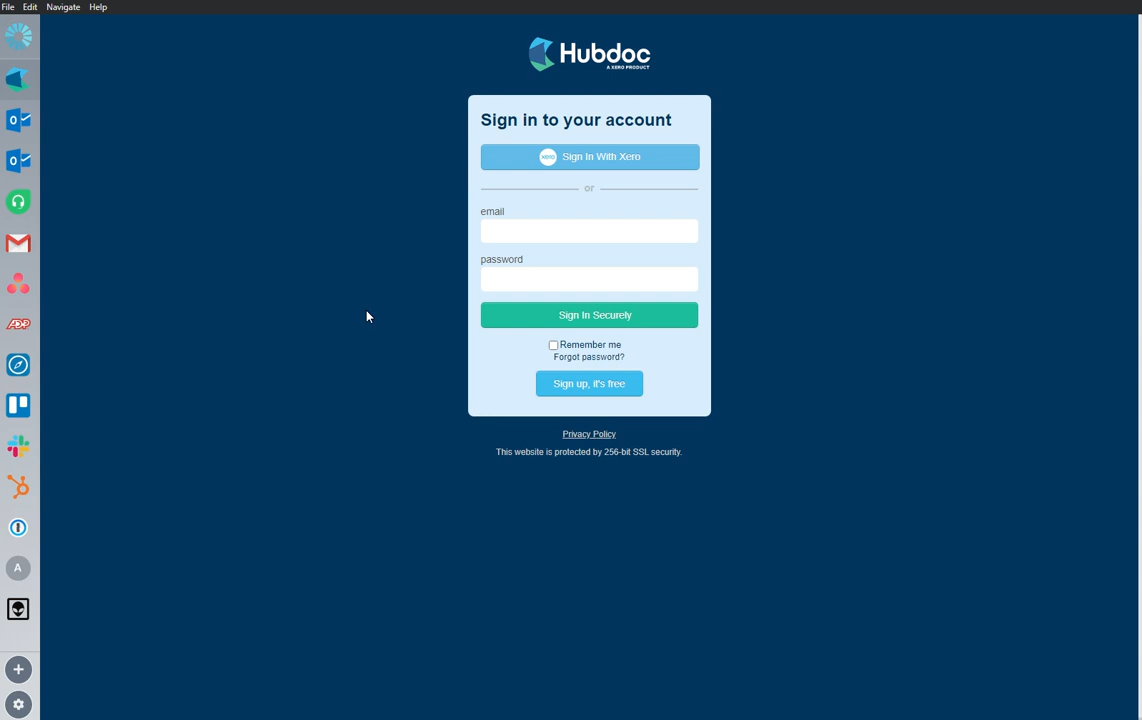 File Edit Navigate Help
Hubdoc
A XERO PRODUCT
Sign in to your account
xero Sign In With Xero
or
email
password
Sign In Securely
Remember me
Forgot password?
Sign up, it's free
Privacy Policy
This website is protected by 256-bit SSL security.
O
O
ADP
A